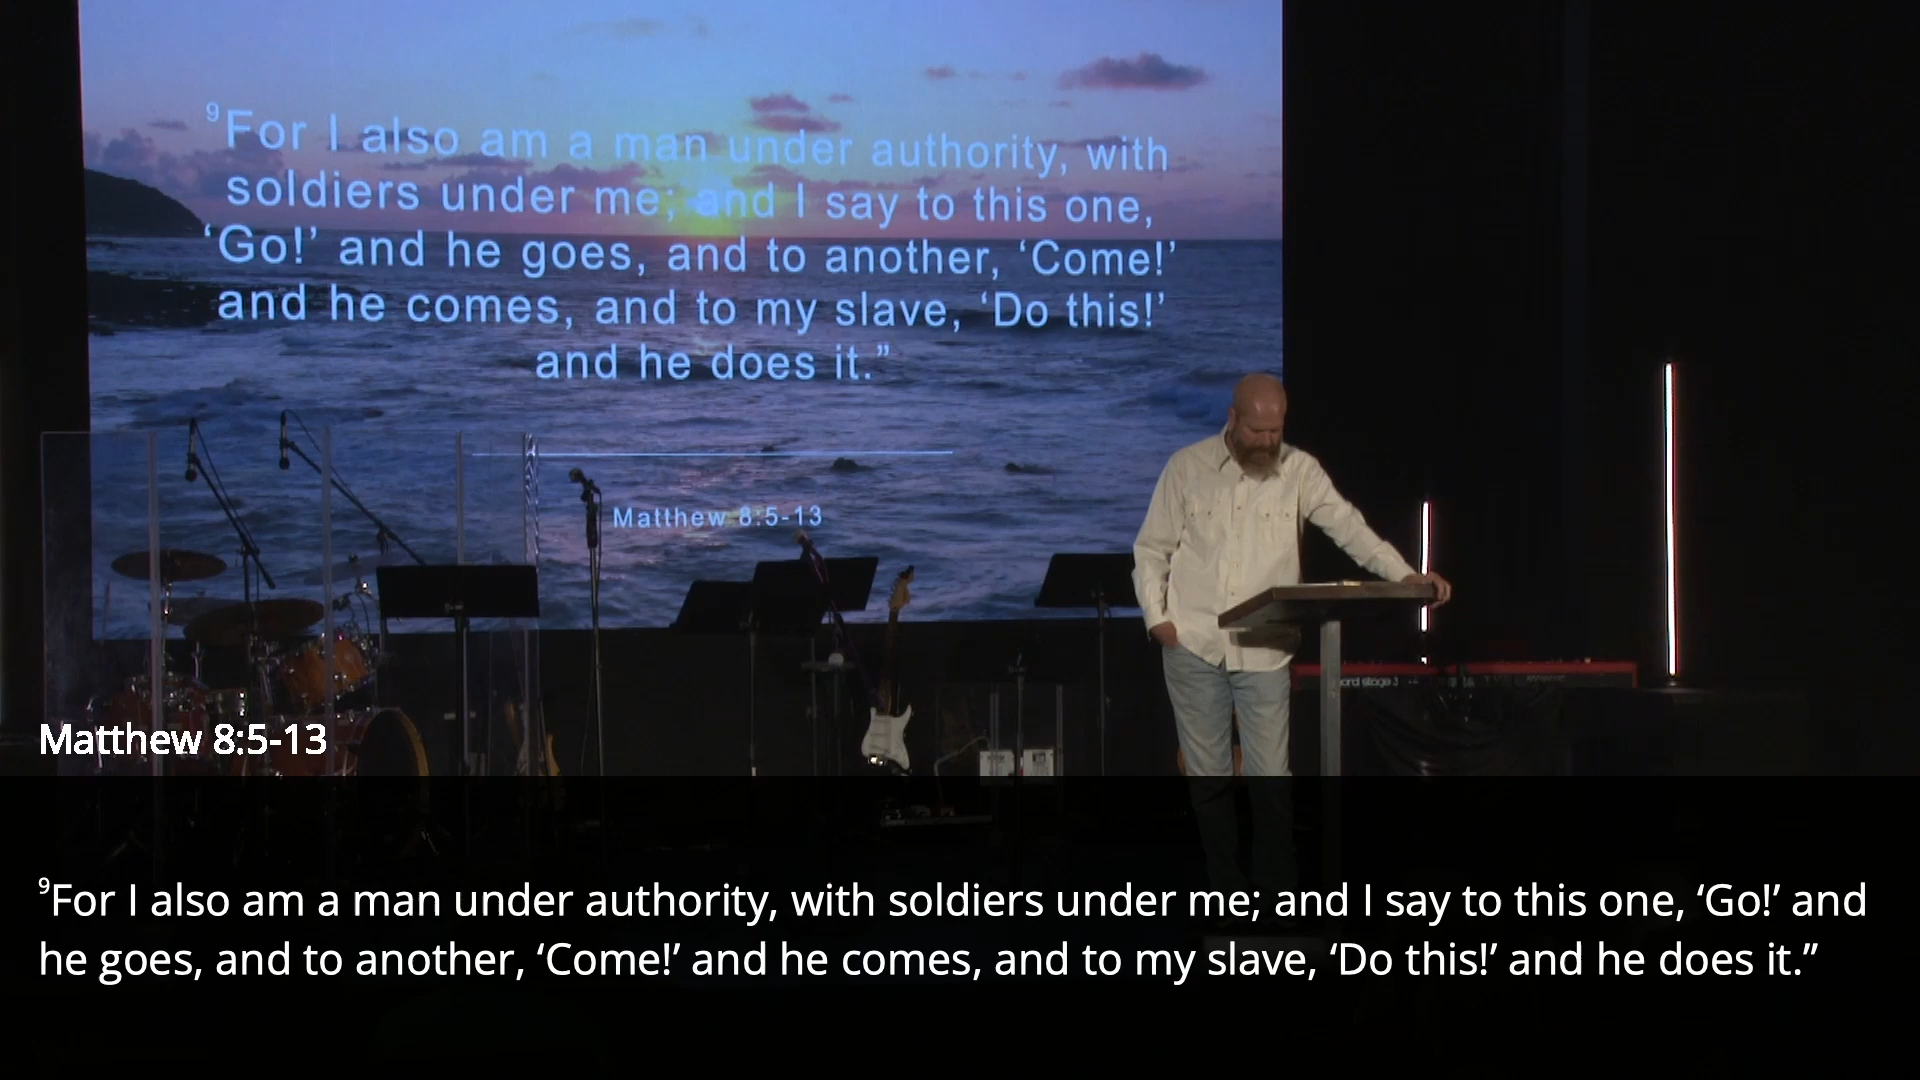 ⁹For I also am a man under authority, with
soldiers under me; and I say to this one,
‘Go!’ and he goes, and to another, ‘Come!’
and he comes, and to my slave, ‘Do this!’
and he does it.”
Matthew 8:5-13
stage 3
Matthew 8:5-13
⁹For I also am a man under authority, with soldiers under me; and I say to this one, ‘Go!’ and
he goes, and to another, ‘Come!’ and he comes, and to my slave, ‘Do this!’ and he does it.”